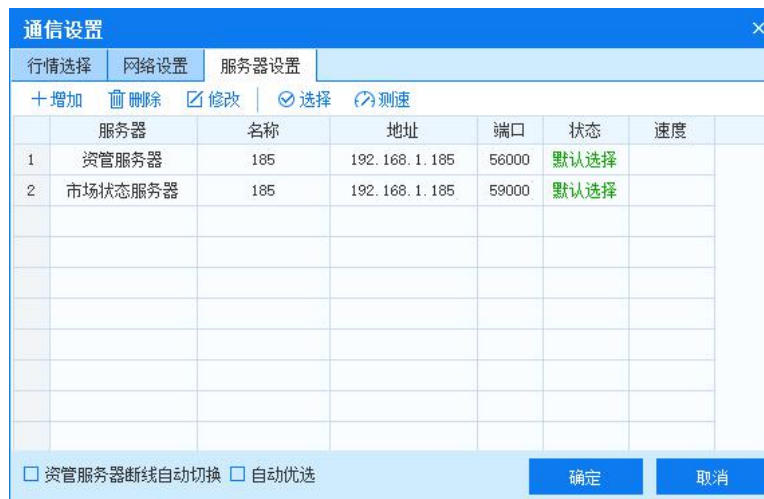 通信设置
行情选择 网络设置 服务器设置
增加 删除 修改 选择 测速
服务器 名称 地址 端口 状态 速度
1 资管服务器 185 192.168.1.185 56000 默认选择
2 市场状态服务器 185 192.168.1.185 59000 默认选择
资管服务器断线自动切换 自动优选 确定 取消